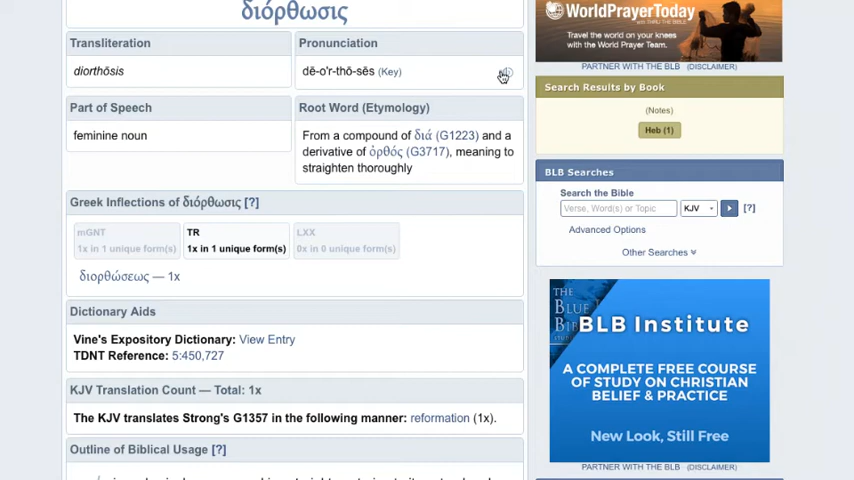 διόρθωσις
Transliteration
Pronunciation
diorthōsis
dē-o'r-thō-sēs (Key)
Part of Speech
Root Word (Etymology)
feminine noun
From a compound of διά (G1223) and a
derivative of ὀρθός (G3717), meaning to
straighten thoroughly
Greek Inflections of διόρθωσις [?]
mGNT
1x in 1 unique form(s)
TR
1x in 1 unique form(s)
LXX
0x in 0 unique form(s)
διορθώσεως — 1x
Dictionary Aids
Vine's Expository Dictionary: View Entry
TDNT Reference: 5:450,727
KJV Translation Count — Total: 1x
The KJV translates Strong's G1357 in the following manner: reformation (1x).
Outline of Biblical Usage [?]
WorldPrayerToday
Travel the world on your knees
with the World Prayer Team.
PARTNER WITH THE BLB (DISCLAIMER)
Search Results by Book
(Notes)
Heb (1)
BLB Searches
Search the Bible
Verse, Word(s) or Topic
KJV
[?]
Advanced Options
Other Searches
THE
BLUE
BIB
BLB Institute
A COMPLETE FREE COURSE
OF STUDY ON CHRISTIAN
BELIEF & PRACTICE
New Look, Still Free
PARTNER WITH THE BLB (DISCLAIMER)